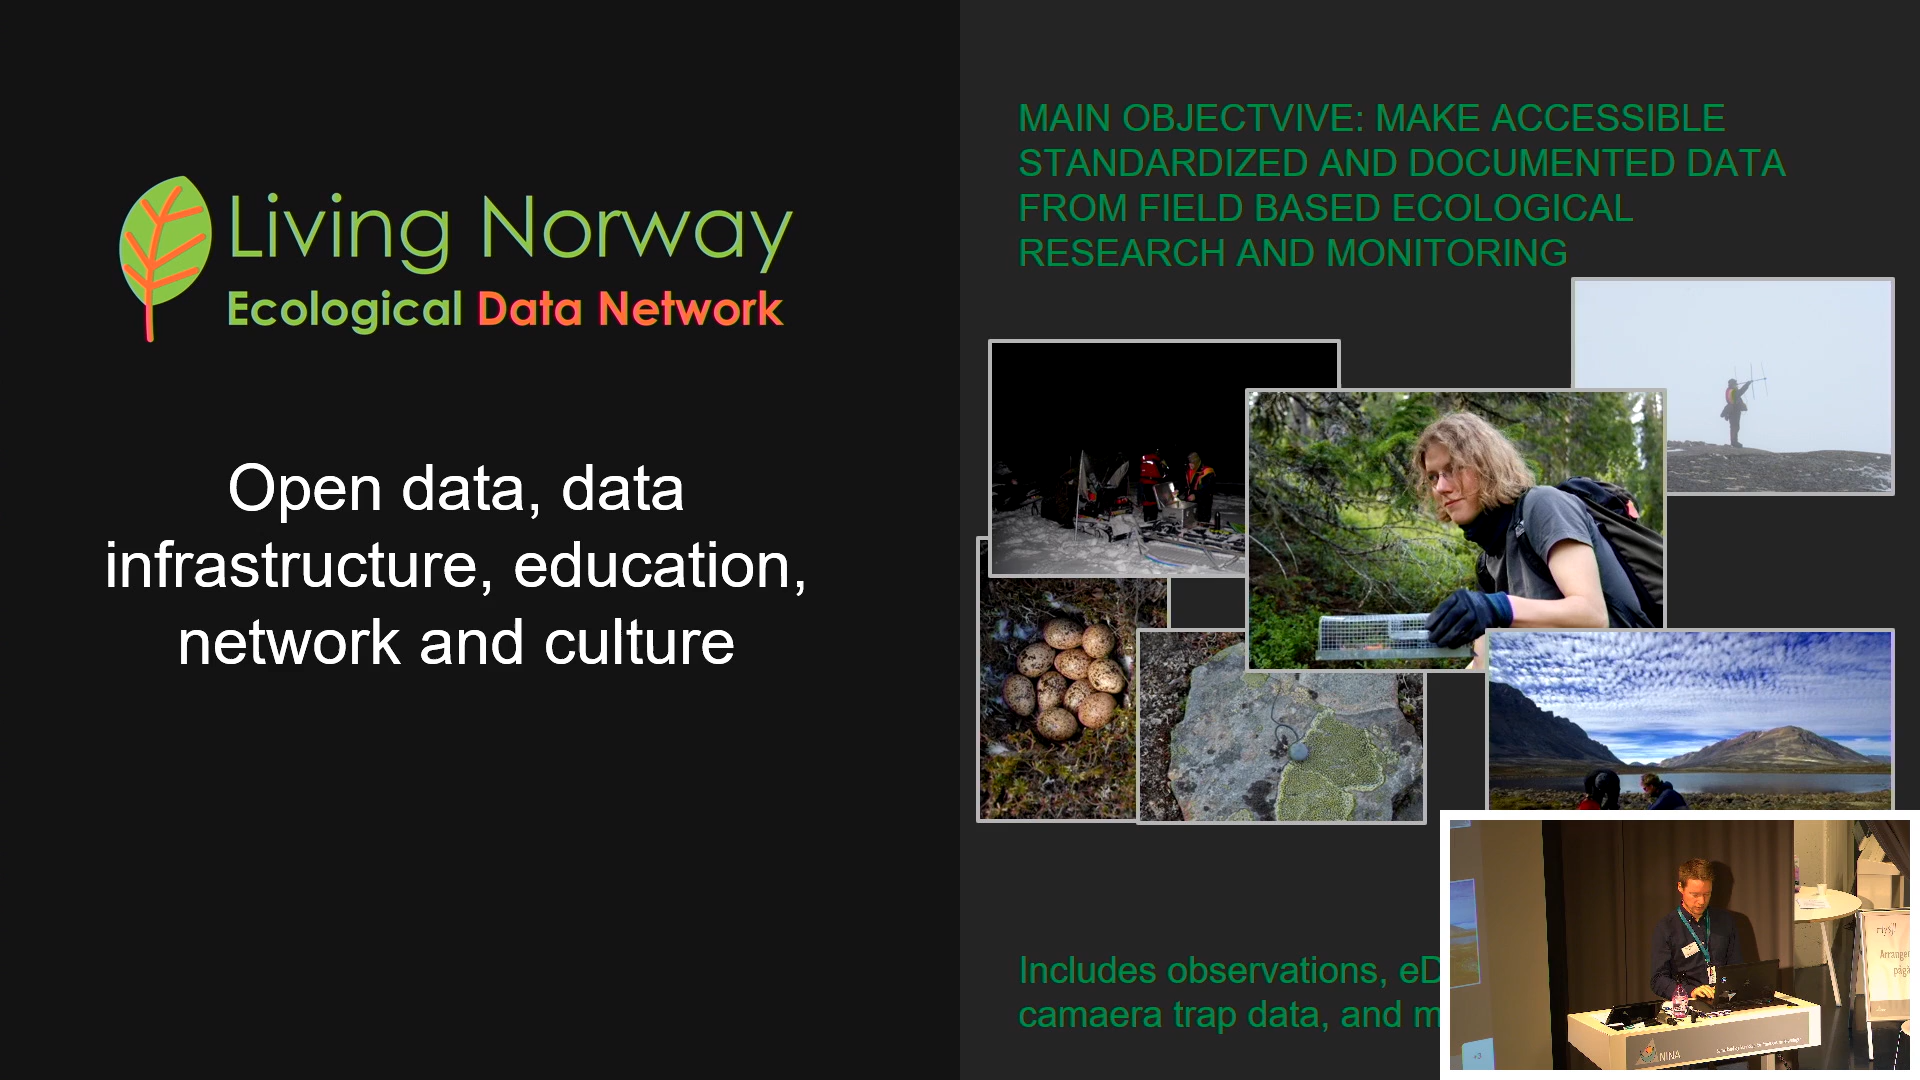 Living Norway
Ecological Data Network
Open data, data
infrastructure, education,
network and culture
MAIN OBJECTVIVE: MAKE ACCESSIBLE
STANDARDIZED AND DOCUMENTED DATA
FROM FIELD BASED ECOLOGICAL
RESEARCH AND MONITORING
Includes observations, eD
camaera trap data, and m
NINA